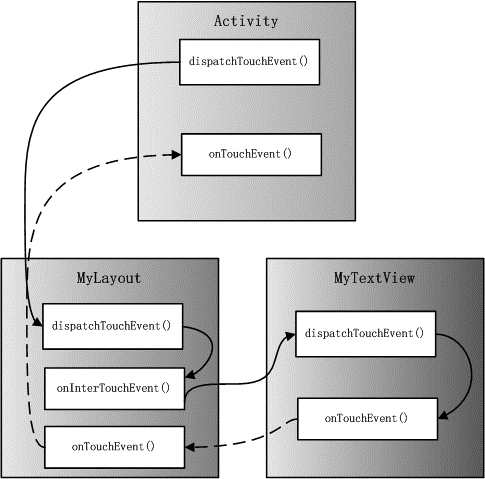 Activity
dispatchTouchEvent()
onTouchEvent()
MyLayout
dispatchTouchEvent()
onInterTouchEvent()
onTouchEvent()
MyTextView
dispatchTouchEvent()
onTouchEvent()